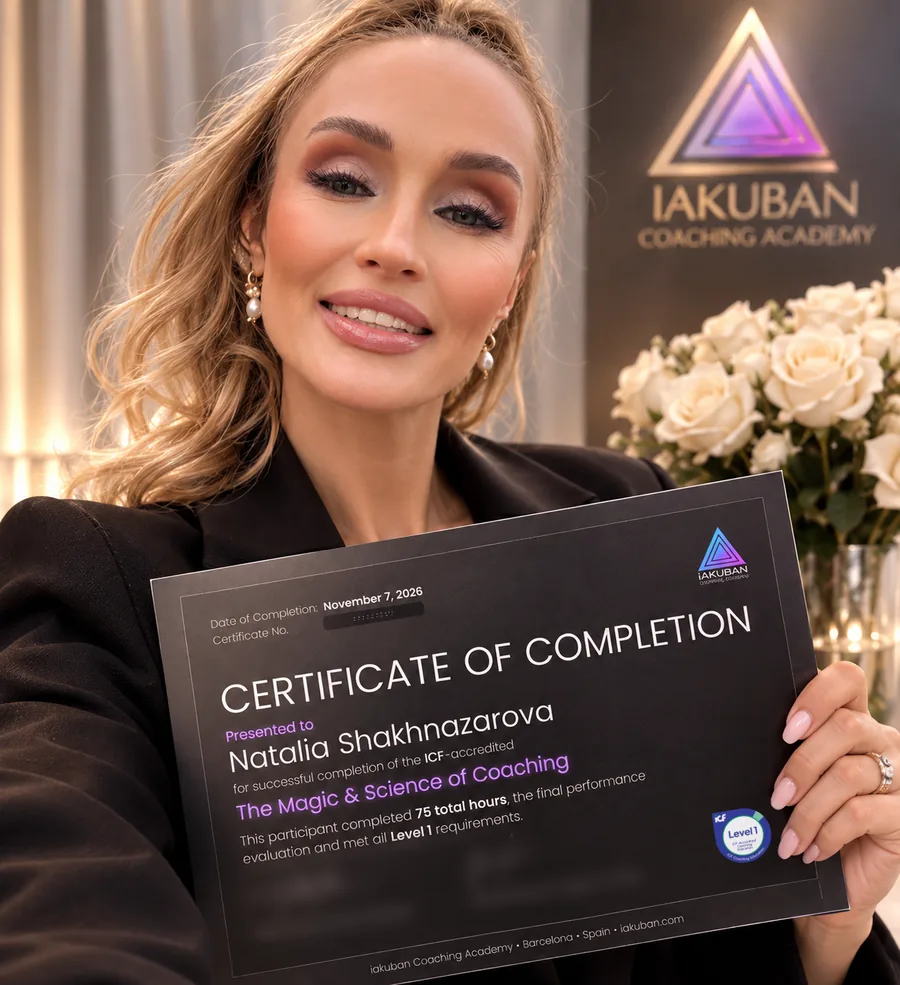 IAKUBAN
COACHING ACADEMY
iAKUBAN
COACHING ACADEMY
Date of Completion: November 7, 2026
Certificate No.
CERTIFICATE OF COMPLETION
Presented to
Natalia Shakhnazarova
for successful completion of the ICF-accredited
The Magic & Science of Coaching
This participant completed 75 total hours, the final performance
evaluation and met all Level 1 requirements.
ICF
Level 1
iakuban Coaching Academy • Barcelona • Spain • iakuban.com